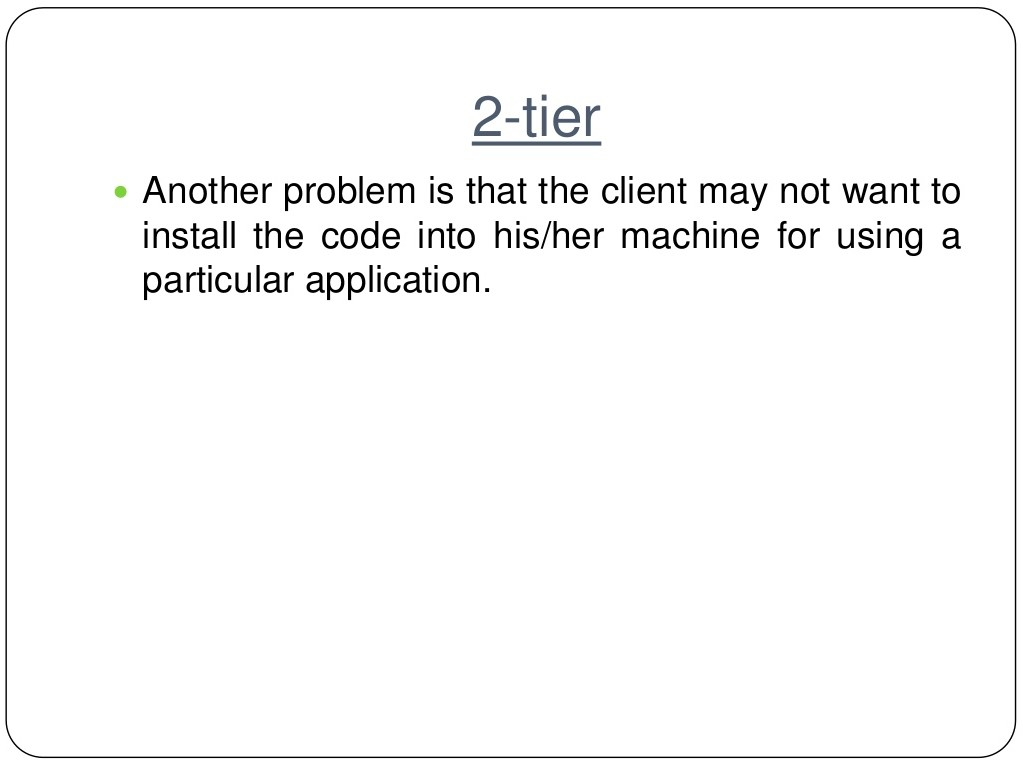 2-tier
Another problem is that the client may not want to
install the code into his/her machine for using a
particular application.